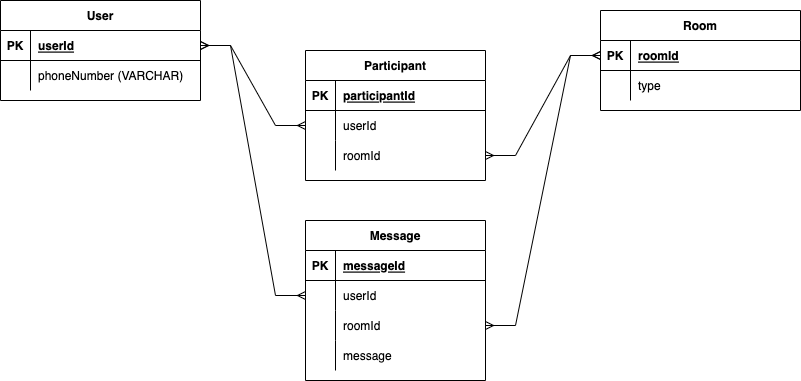 User
PK userId
phoneNumber (VARCHAR)
Participant
PK participantId
userId
roomId
Room
PK roomId
type
Message
PK messageId
userId
roomId
message